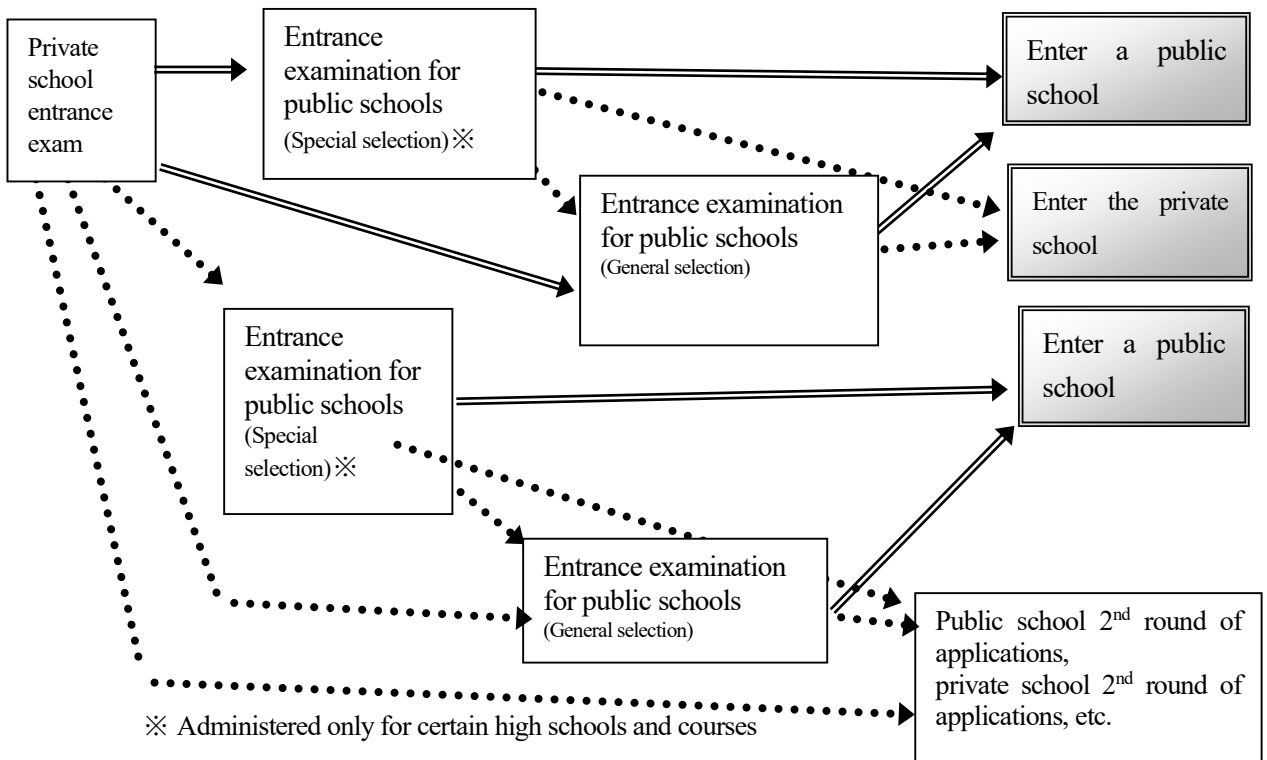 Private
school
entrance
exam
Entrance
examination for
public schools
(Special selection)※
Enter a public
school
Entrance examination
for public schools
(General selection)
Enter the private
school
Entrance
examination for
public schools
(Special
selection)※
Enter a public
school
Entrance examination
for public schools
(General selection)
Public school 2nd round of
applications,
private school 2nd round of
applications, etc.
※ Administered only for certain high schools and courses